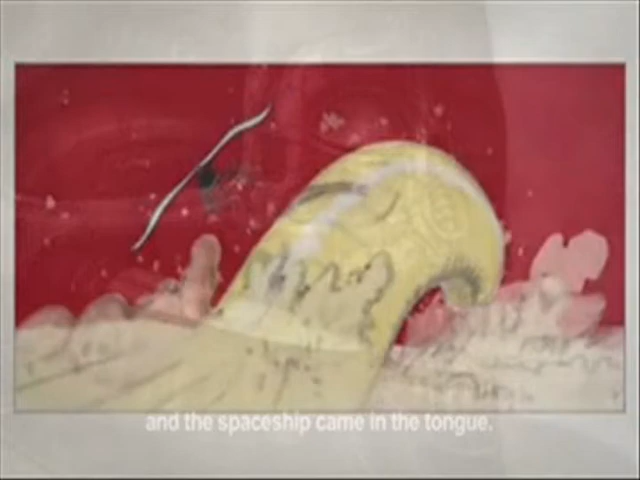 and the spaceship came in the tongue.